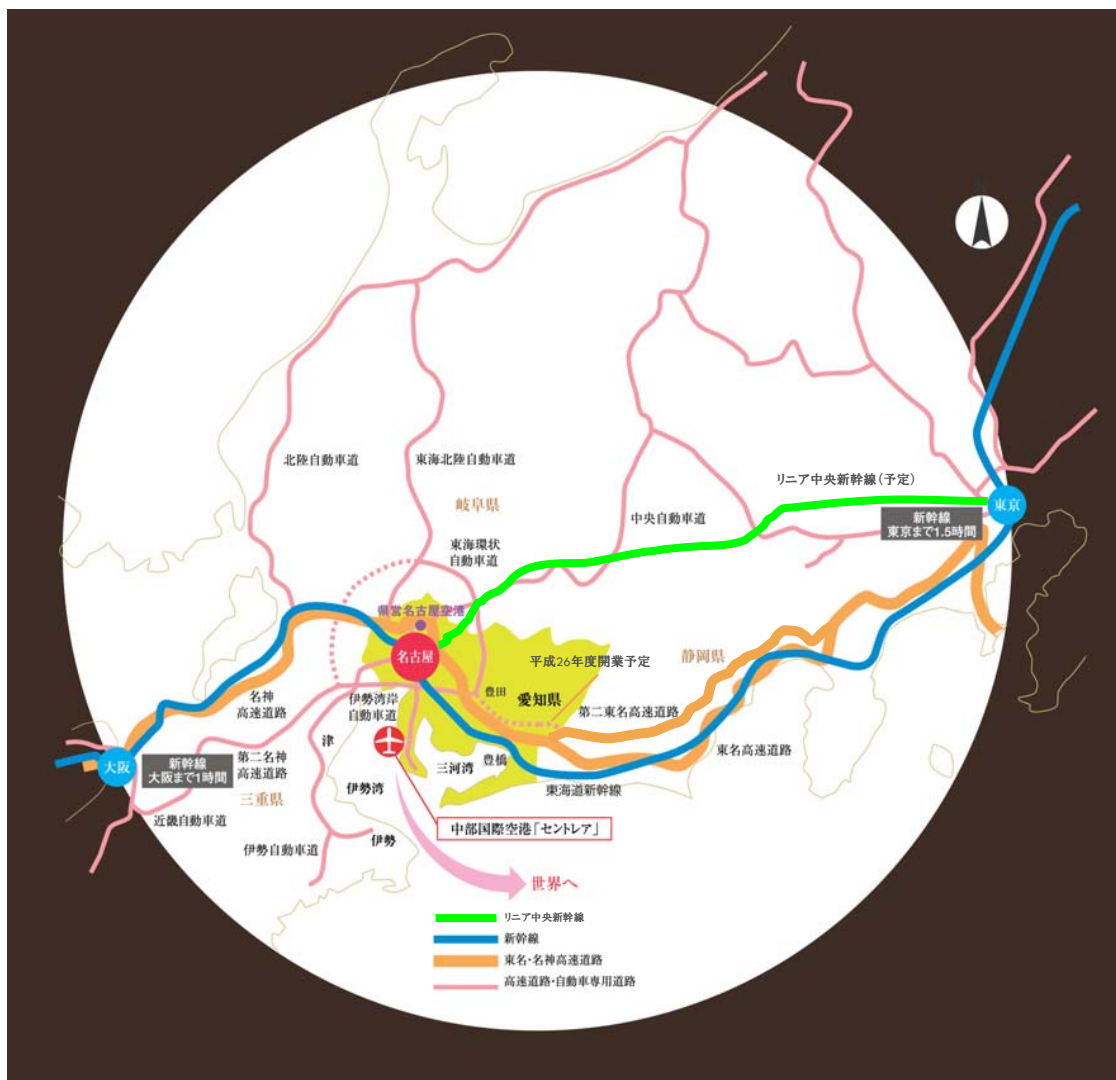 北陸自動車道
東海北陸自動車道
リニア中央新幹線(予定)
岐阜県
中央自動車道
東京
新幹線
東京まで1.5時間
東海環状
自動車道
県営名古屋空港
名古屋
平成26年度開業予定
静岡県
豊田
愛知県
伊勢湾岸
自動車道
第二東名高速道路
名神
高速道路
津
東名高速道路
大阪
新幹線
大阪まで1時間
第二名神
高速道路
三河湾
豊橋
伊勢湾
東海道新幹線
三重県
近畿自動車道
中部国際空港「セントレア」
伊勢自動車道
伊勢
世界へ
リニア中央新幹線
新幹線
東名・名神高速道路
高速道路・自動車専用道路